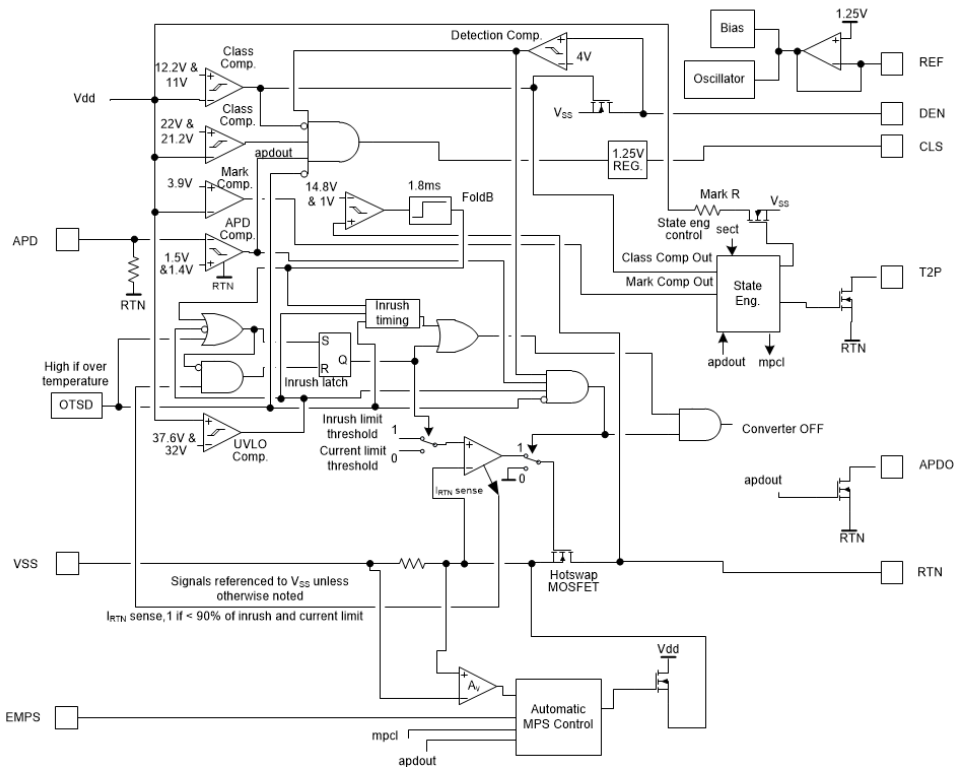 Detection Comp.
4V
Bias
Oscillator
1.25V
REF
DEN
CLS
Class
Comp.
12.2V &
11V
Vdd
Class
Comp.
22V &
21.2V
apdout
Mark
Comp.
3.9V
VSS
1.25V
REG.
14.8V
& 1V
1.8ms
FoldB
Mark R
VSS
State eng
control
sect
APD
APD
Comp.
1.5V
&1.4V
RTN
RTN
Class Comp Out
Mark Comp Out
State
Eng.
T2P
RTN
apdout
mpcl
Inrush
timing
S
R
Q
Inrush latch
High if over
temperature
OTSD
37.6V &
32V
UVLO
Comp.
Inrush limit
threshold
1
Current limit
threshold
0
1
0
IRTN sense
Converter OFF
APDO
apdout
RTN
VSS
Hotswap
MOSFET
RTN
Signals referenced to VSS unless
otherwise noted
IRTN sense,1 if < 90% of inrush and current limit
Vdd
AV
Automatic
MPS Control
EMPS
mpcl
apdout